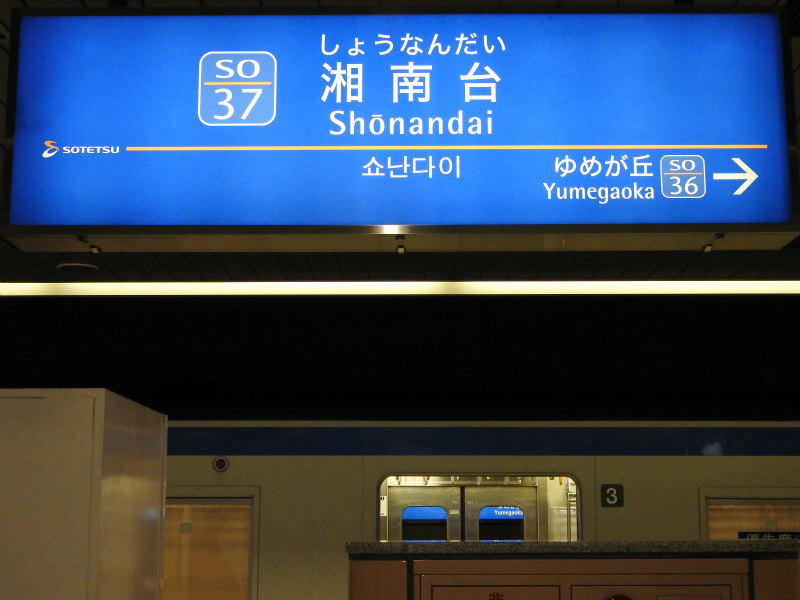 しょうなんだい
SO
37
湘南台
Shōnandai
SOTETSU
쇼난다이
ゆめが丘
Yumegaoka
SO
36
3
Yumegaoka